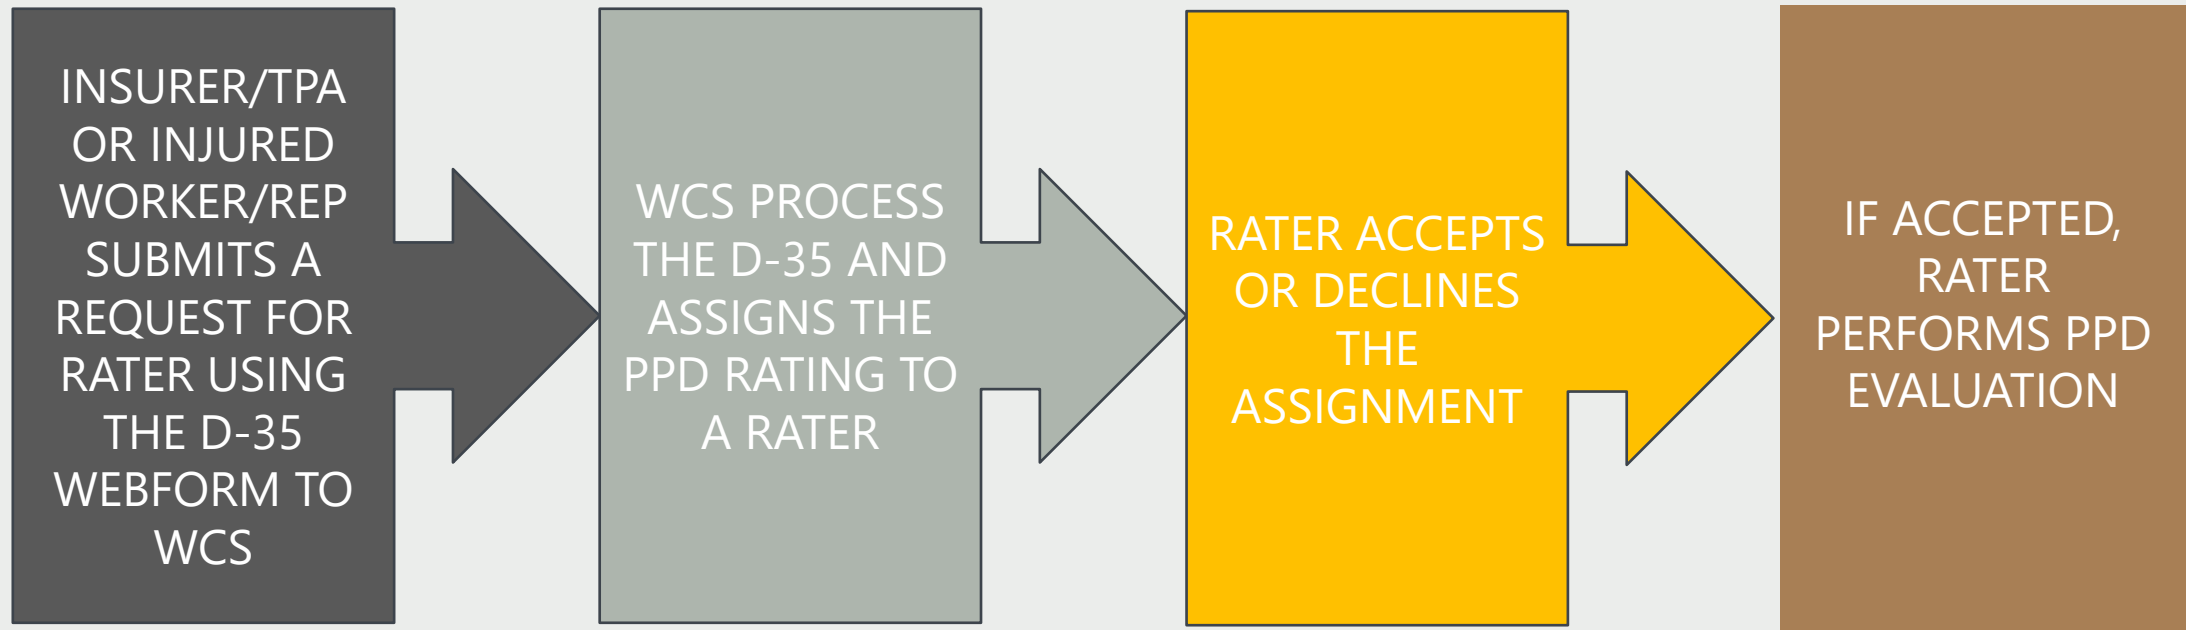 INSURER/TPA
OR INJURED
WORKER/REP
SUBMITS A
REQUEST FOR
RATER USING
THE D-35
WEBFORM TO
WCS
WCS PROCESS
THE D-35 AND
ASSIGNS THE
PPD RATING TO
A RATER
RATER ACCEPTS
OR DECLINES
THE
ASSIGNMENT
IF ACCEPTED,
RATER
PERFORMS PPD
EVALUATION